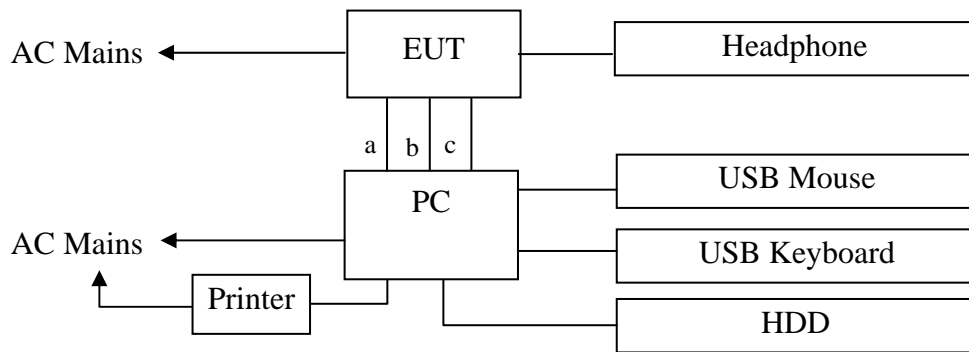 AC Mains
EUT
Headphone
a
b
c
PC
USB Mouse
AC Mains
USB Keyboard
Printer
HDD